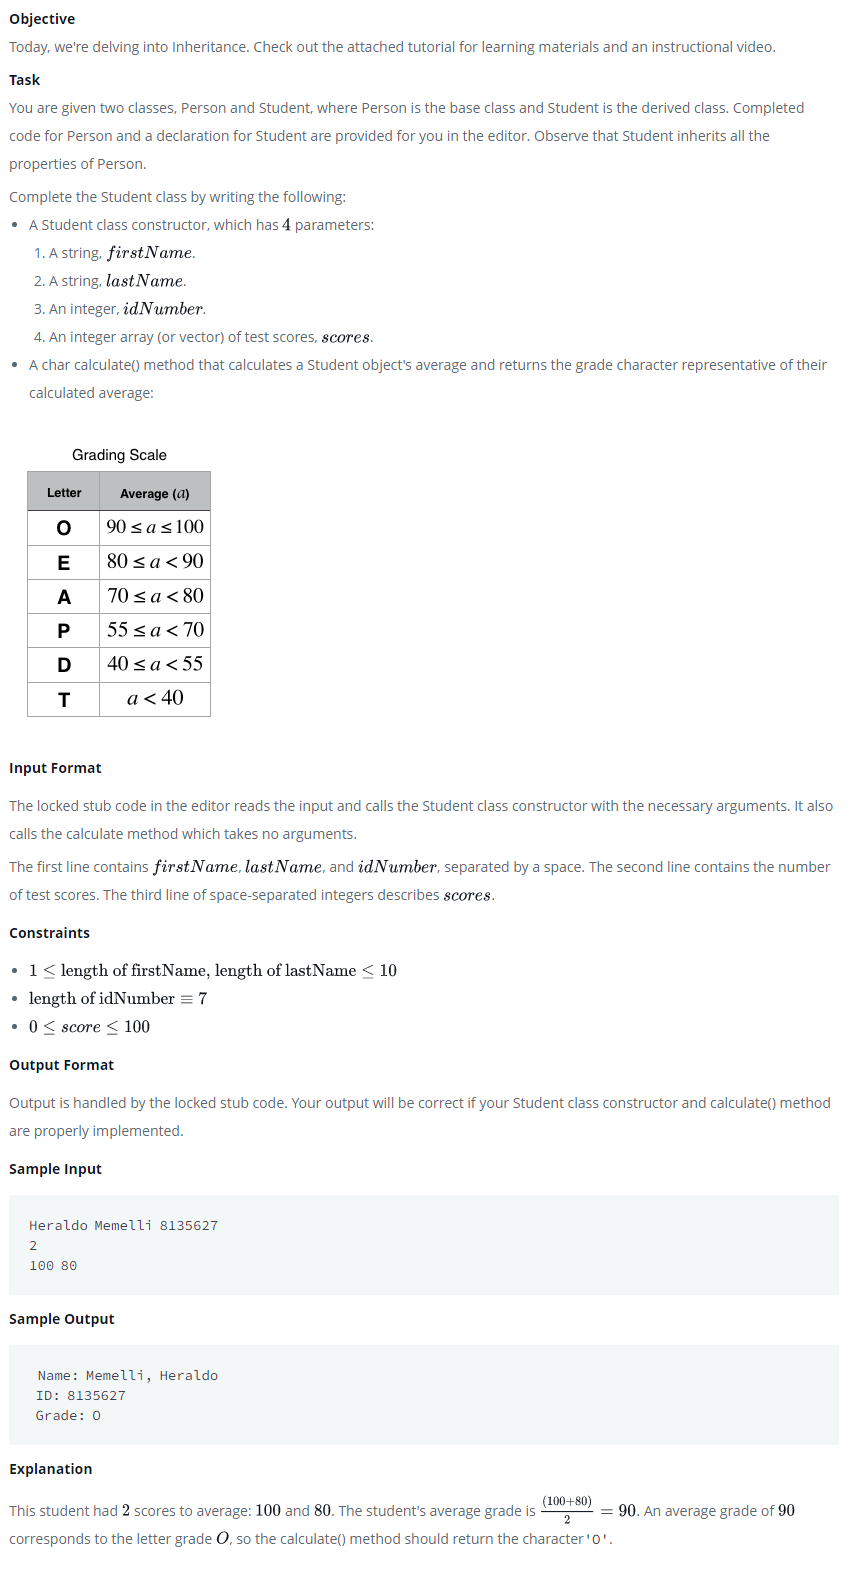 Objective
Today, we're delving into Inheritance. Check out the attached tutorial for learning materials and an instructional video.
Task
You are given two classes, Person and Student, where Person is the base class and Student is the derived class. Completed
code for Person and a declaration for Student are provided for you in the editor. Observe that Student inherits all the
properties of Person.
Complete the Student class by writing the following:
• A Student class constructor, which has 4 parameters:
1. A string, firstName.
2. A string, lastName.
3. An integer, idNumber.
4. An integer array (or vector) of test scores, scores.
• A char calculate() method that calculates a Student object's average and returns the grade character representative of their
calculated average:
Grading Scale
Letter Average (a)
O 90 ≤ a ≤ 100
E 80 ≤ a < 90
A 70 ≤ a < 80
P 55 ≤ a < 70
D 40 ≤ a < 55
T a < 40
Input Format
The locked stub code in the editor reads the input and calls the Student class constructor with the necessary arguments. It also
calls the calculate method which takes no arguments.
The first line contains firstName, lastName, and idNumber, separated by a space. The second line contains the number
of test scores. The third line of space-separated integers describes scores.
Constraints
• 1 ≤ length of firstName, length of lastName ≤ 10
• length of idNumber ≡ 7
• 0 ≤ score ≤ 100
Output Format
Output is handled by the locked stub code. Your output will be correct if your Student class constructor and calculate() method
are properly implemented.
Sample Input
Heraldo Memelli 8135627
2
100 80
Sample Output
Name: Memelli, Heraldo
ID: 8135627
Grade: O
Explanation
This student had 2 scores to average: 100 and 80. The student's average grade is (100+80)/2 = 90. An average grade of 90
corresponds to the letter grade O, so the calculate() method should return the character 'O'.